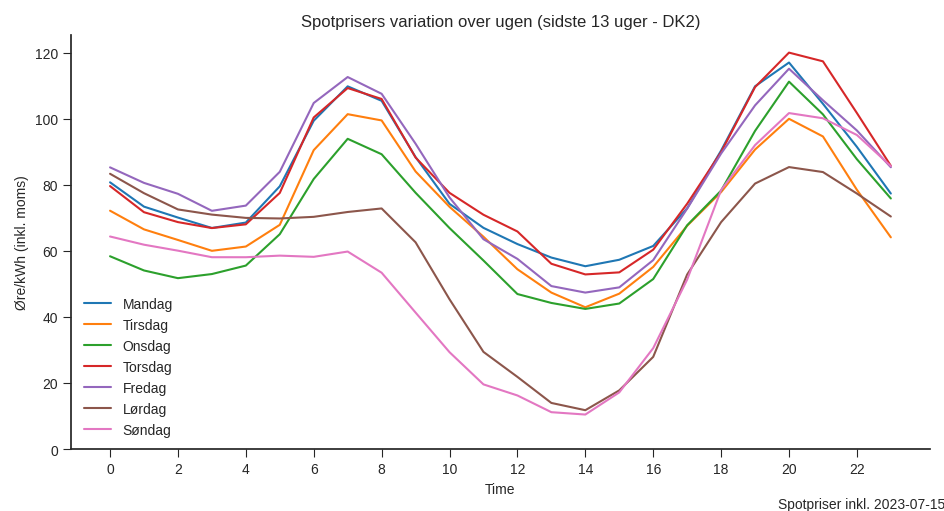 Spotprisers variation over ugen (sidste 13 uger - DK2)
Øre/kWh (inkl. moms)
120
100
80
60
40
20
0
Mandag
Tirsdag
Onsdag
Torsdag
Fredag
Lørdag
Søndag
0 2 4 6 8 10 12 14 16 18 20 22
Time
Spotpriser inkl. 2023-07-15